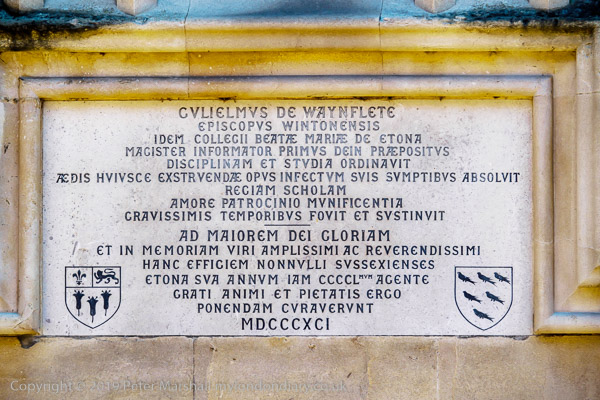 GVLIELMVS DE WAYNFLETE
EPISCOPVS WINTONENSIS
IDEM COLLEGII BEATÆ MARIÆ DE ETONA
MAGISTER INFORMATOR PRIMVS DEIN PRÆPOSITVS
DISCIPLINAM ET STVDIA ORDINAVIT
ÆDIS HVIVSCE EXSTRVENDÆ OPVS INFECTVM SVIS SVMPTIBVS ABSOLVIT
REGIAM SCHOLAM
AMORE PATROCINIO MVNIFICENTIA
GRAVISSIMIS TEMPORIBVS FOVIT ET SVSTINVIT
AD MAIOREM DEI GLORIAM
ET IN MEMORIAM VIRI AMPLISSIMI AC REVERENDISSIMI
HANC EFFIGIEM NONNVLLI SVSSEXIENSES
ETONA SVA ANNVM IAM CCCCLMVM AGENTE
GRATI ANIMI ET PIETATIS ERGO
PONENDAM CVRAVERVNT
MDCCCXCI
Copyright © 2019 Peter Marshall mylondondiary.co.uk